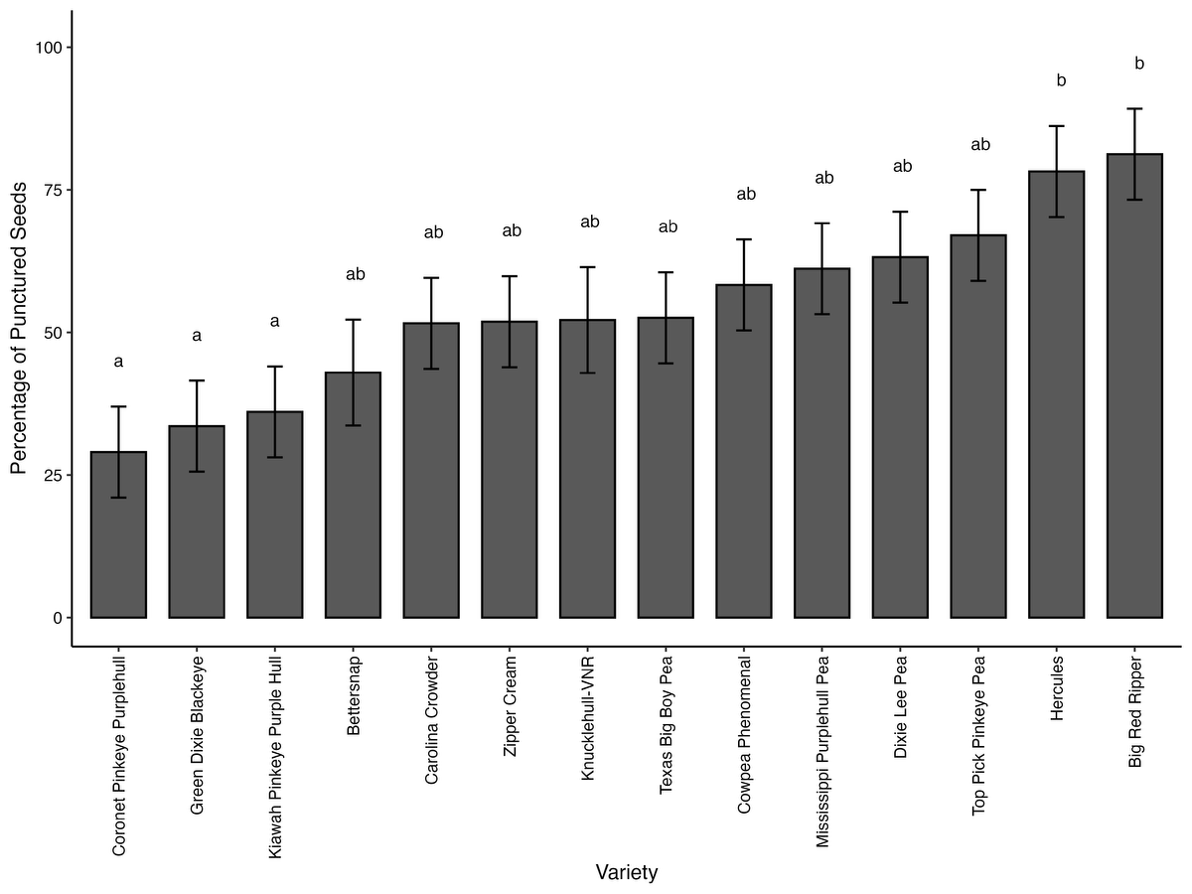 Percentage of Punctured Seeds
100
75
50
25
0
a
a
a
ab
ab
ab
ab
ab
ab
ab
ab
ab
b
b
Coronet Pinkeye Purplehull
Green Dixie Blackeye
Kiawah Pinkeye Purple Hull
Bettersnap
Carolina Crowder
Zipper Cream
Knucklehull-VNR
Texas Big Boy Pea
Cowpea Phenomenal
Mississippi Purplehull Pea
Dixie Lee Pea
Top Pick Pinkeye Pea
Hercules
Big Red Ripper
Variety